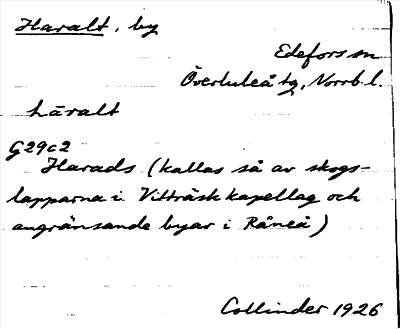 Haralt, by
Edefors sn
Överluleå tg, Norrb. l.
hāralt
G29c2
Harads (kallas så av skogs-
lapparna i Vitträsk kapellag och
angränsande byar i Råneå)
Collinder 1926